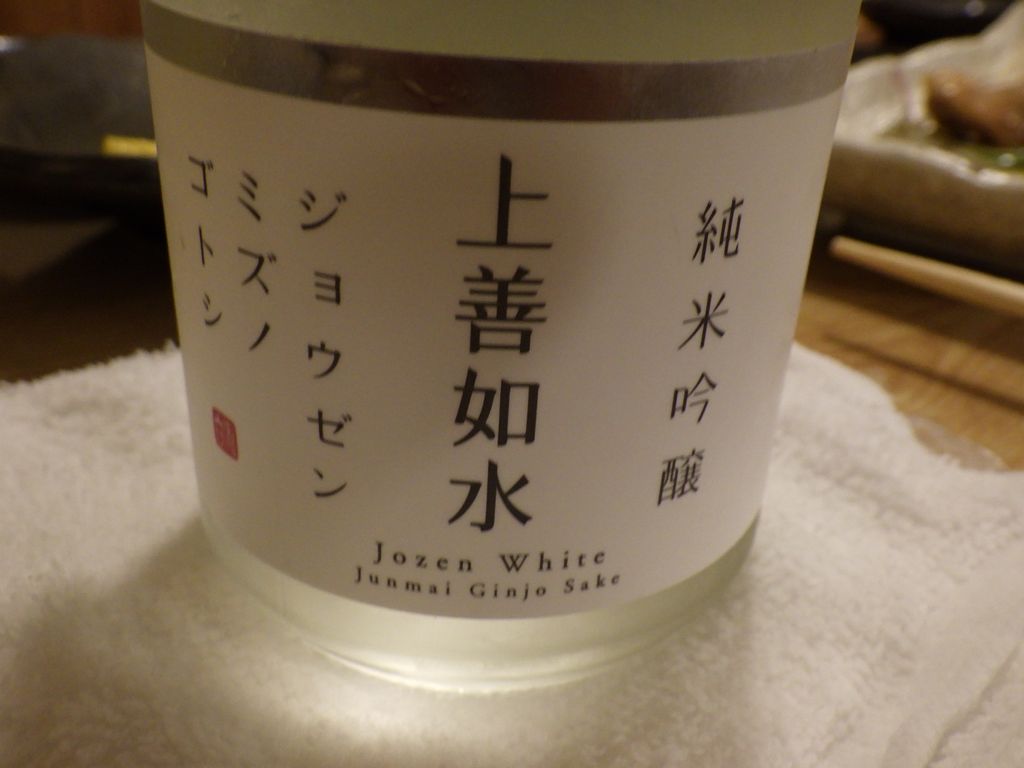 純米吟醸
上善如水
ジョウゼン
ミズノ
ゴトシ
Jozen White
Junmai Ginjo Sake